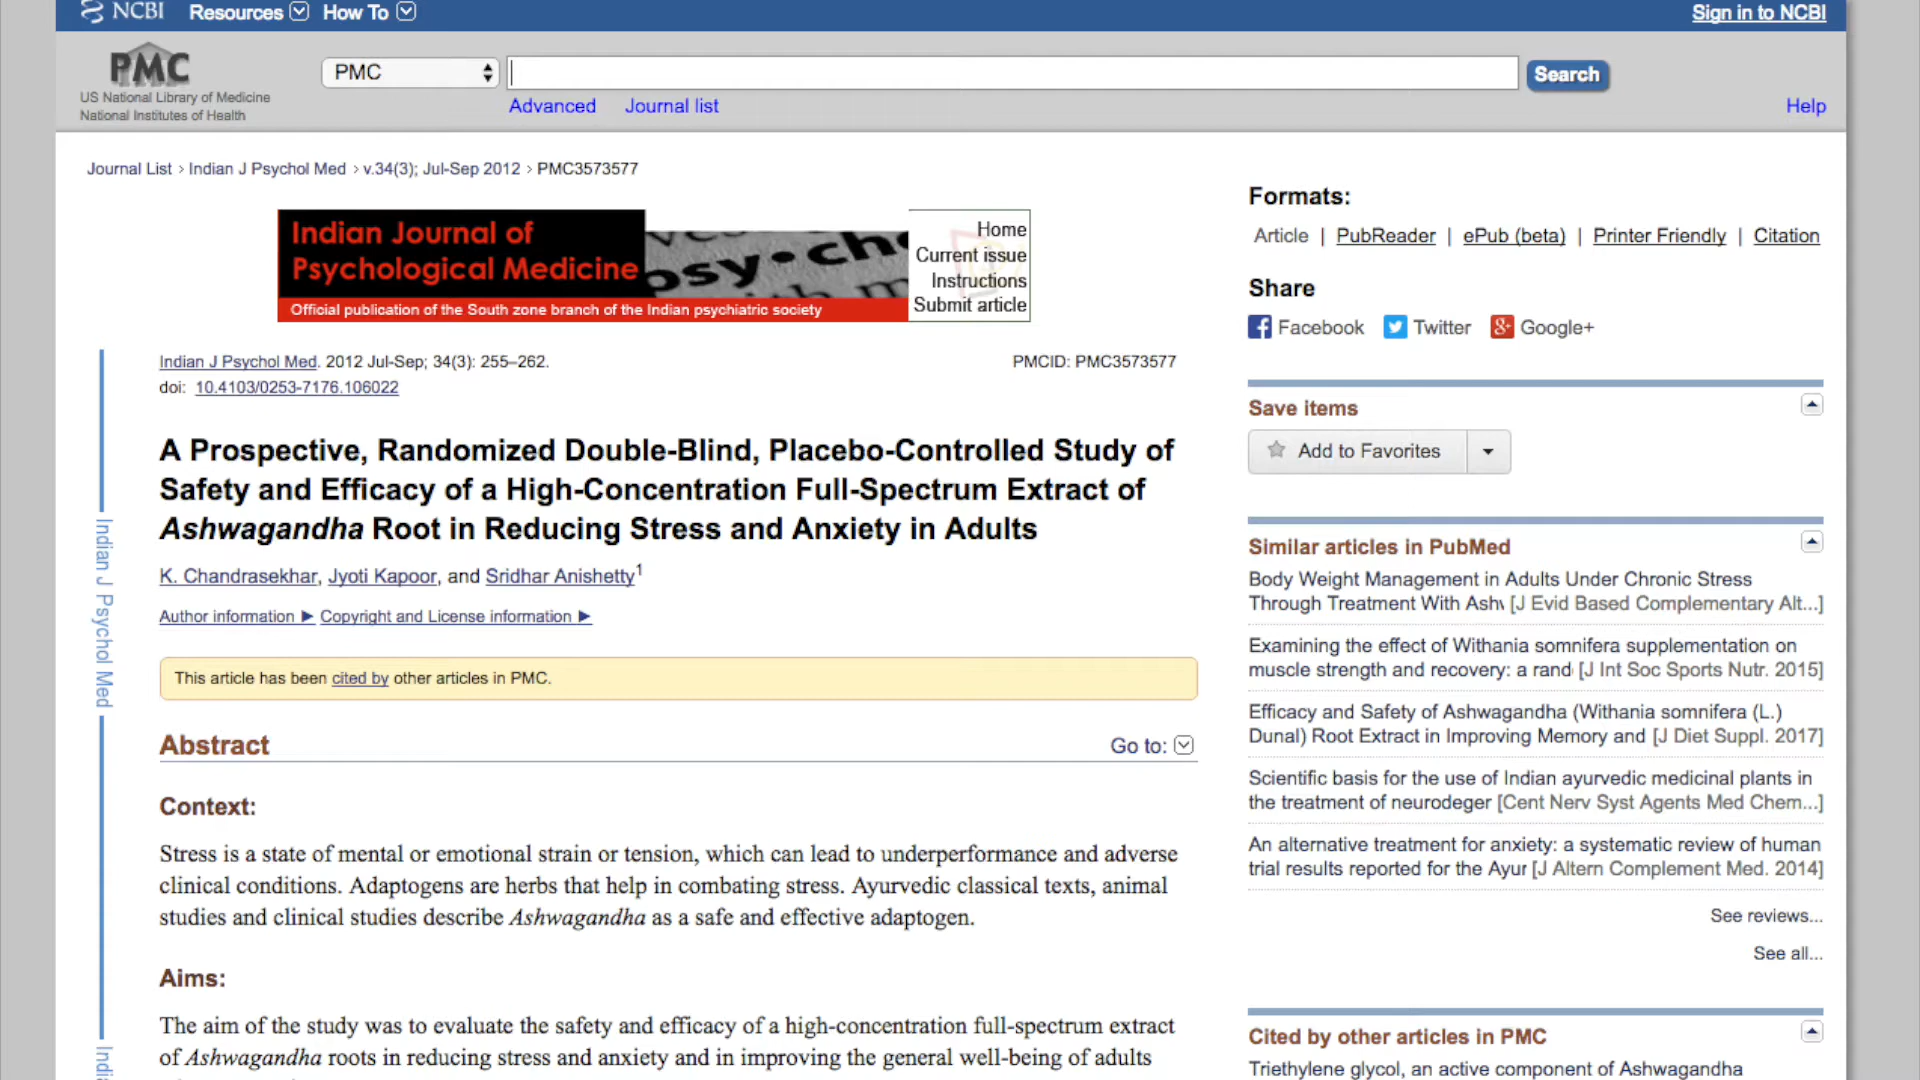 NCBI Resources How To Sign in to NCBI
PMC
US National Library of Medicine
National Institutes of Health
PMC Search
Advanced Journal list Help
Journal List > Indian J Psychol Med > v.34(3); Jul-Sep 2012 > PMC3573577
Indian Journal of
Psychological Medicine
Official publication of the South zone branch of the Indian psychiatric society
psy•cho
Home
Current issue
Instructions
Submit article
Indian J Psychol Med. 2012 Jul-Sep; 34(3): 255–262. PMCID: PMC3573577
doi: 10.4103/0253-7176.106022
A Prospective, Randomized Double-Blind, Placebo-Controlled Study of
Safety and Efficacy of a High-Concentration Full-Spectrum Extract of
Ashwagandha Root in Reducing Stress and Anxiety in Adults
K. Chandrasekhar, Jyoti Kapoor, and Sridhar Anishetty1
Author information ► Copyright and License information ►
This article has been cited by other articles in PMC.
Abstract Go to:
Context:
Stress is a state of mental or emotional strain or tension, which can lead to underperformance and adverse
clinical conditions. Adaptogens are herbs that help in combating stress. Ayurvedic classical texts, animal
studies and clinical studies describe Ashwagandha as a safe and effective adaptogen.
Aims:
The aim of the study was to evaluate the safety and efficacy of a high-concentration full-spectrum extract
of Ashwagandha roots in reducing stress and anxiety and in improving the general well-being of adults
Indian J Psychol Med
Formats:
Article | PubReader | ePub (beta) | Printer Friendly | Citation
Share
Facebook Twitter Google+
Save items
Add to Favorites
Similar articles in PubMed
Body Weight Management in Adults Under Chronic Stress
Through Treatment With [J Evid Based Complementary Alt...]
Examining the effect of Withania somnifera supplementation on
muscle strength and recovery: a rand [J Int Soc Sports Nutr. 2015]
Efficacy and Safety of Ashwagandha (Withania somnifera (L.)
Dunal) Root Extract in Improving Memory and [J Diet Suppl. 2017]
Scientific basis for the use of Indian ayurvedic medicinal plants in
the treatment of neurodeger [Cent Nerv Syst Agents Med Chem...]
An alternative treatment for anxiety: a systematic review of human
trial results reported for the Ayur [J Altern Complement Med. 2014]
See reviews...
See all...
Cited by other articles in PMC
Triethylene glycol, an active component of Ashwagandha